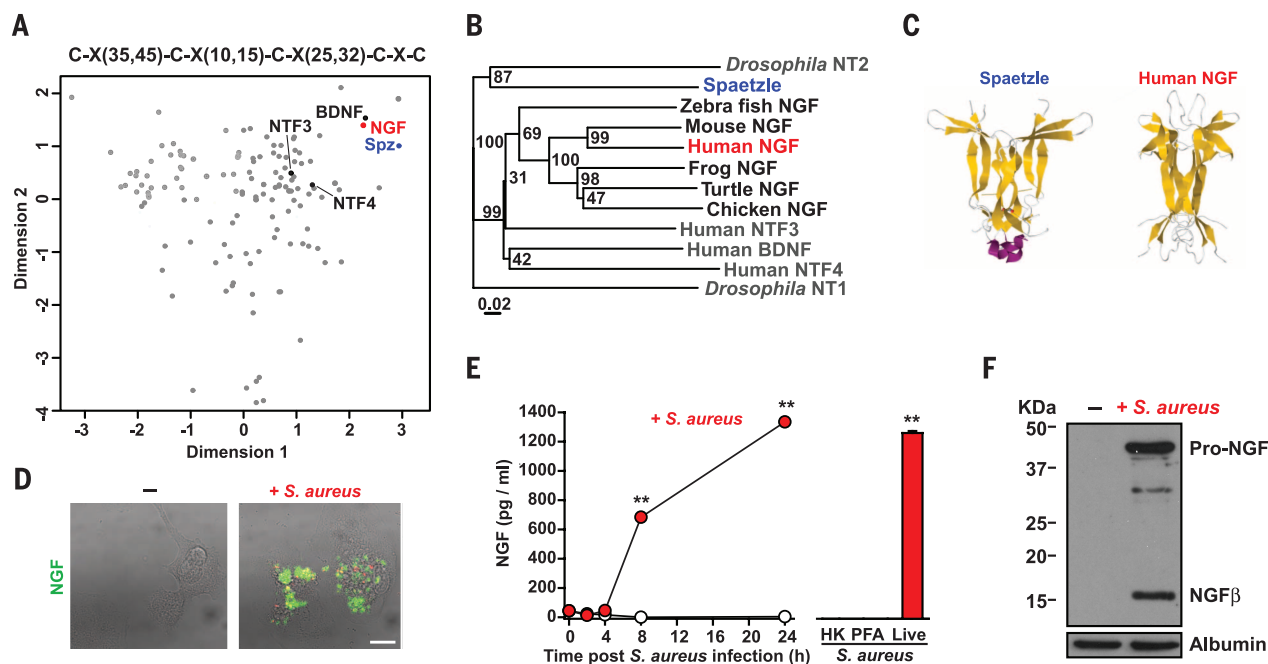 A
C-X(35,45)-C-X(10,15)-C-X(25,32)-C-X-C
Dimension 2
2
1
0
-1
-2
-3
-4
BDNF
NTF3
NGF
Spz
NTF4
-3
-2
-1
0
1
2
3
Dimension 1
B
Drosophila NT2
87
Spaetzle
Zebra fish NGF
69
Mouse NGF
100
99
Human NGF
100
Frog NGF
98
31
Turtle NGF
47
Chicken NGF
99
Human NTF3
Human BDNF
42
Human NTF4
Drosophila NT1
0.02
C
Spaetzle
Human NGF
D
–
+ S. aureus
NGF
E
NGF (pg / ml)
1400
1200
1000
800
600
400
200
0
+ S. aureus
**
**
**
0
4
8
12
16
20
24
Time post S. aureus infection (h)
HK PFA Live
S. aureus
F
KDa
–
+ S. aureus
50
37
25
20
15
Pro-NGF
NGFβ
Albumin